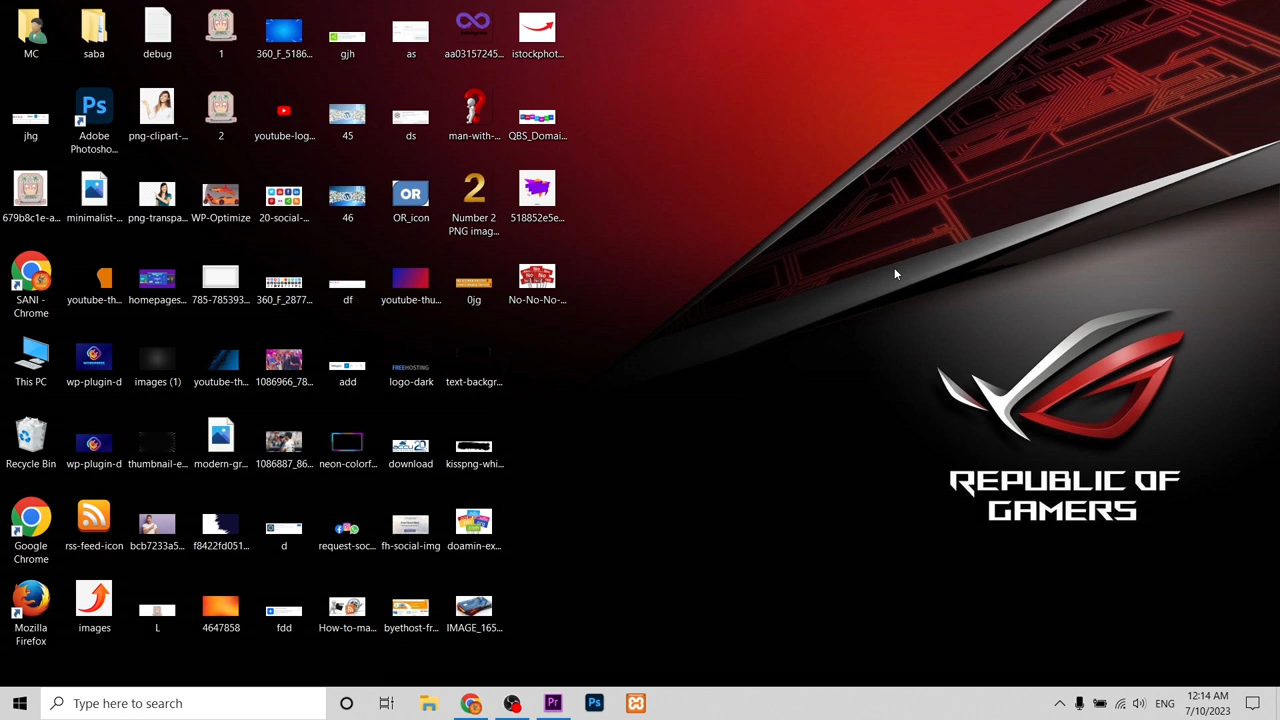 MC
saba
debug
1
360_F_5186...
gjh
as
aa03157245...
istockphot...
jhg
Adobe
Photosho...
png-clipart-...
2
youtube-log...
45
ds
man-with-...
QBS_Domai...
679b8c1e-a...
minimalist-...
png-transpa...
WP-Optimize
20-social-...
46
OR
OR_icon
Number 2
PNG imag...
518852e5e...
SANI -
Chrome
youtube-th...
homepages...
785-785393...
360_F_2877...
df
youtube-thu...
0jg
No-No-No-...
This PC
wp-plugin-d
images (1)
youtube-th...
1086966_78...
add
FREEHOSTING
logo-dark
text-backgr...
Recycle Bin
wp-plugin-d
thumbnail-e...
modern-gr...
1086887_86...
neon-colorf...
download
kisspng-whi...
Google
Chrome
rss-feed-icon
bcb7233a5...
f8422fd051...
d
request-soc...
fh-social-img
doamin-ex...
Mozilla
Firefox
images
L
4647858
fdd
How-to-ma...
byethost-fr...
IMAGE_165...
REPUBLIC OF
GAMERS
Type here to search
Pr
Ps
ENG
12:14 AM
7/10/2023